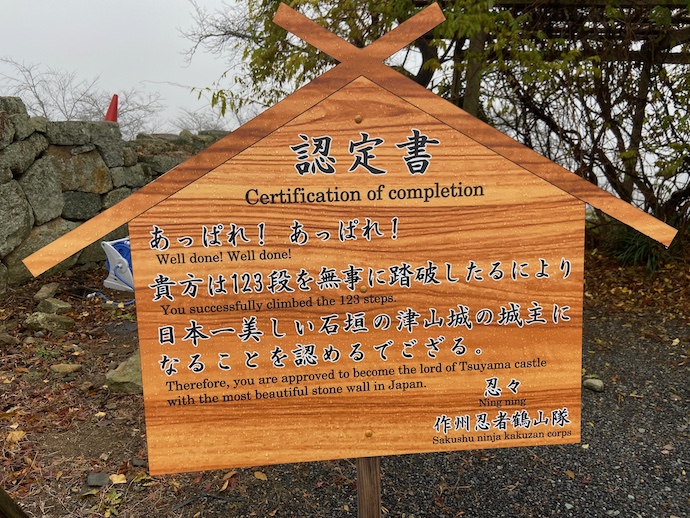 認定書
Certification of completion
あっぱれ！ あっぱれ！
Well done! Well done!
貴方は123段を無事に踏破したるにより
You successfully climbed the 123 steps.
日本一美しい石垣の津山城の城主に
なることを認めるでござる。
Therefore, you are approved to become the lord of Tsuyama castle
with the most beautiful stone wall in Japan.
忍々
Ning ning
作州忍者鶴山隊
Sakushu ninja kakuzan corps